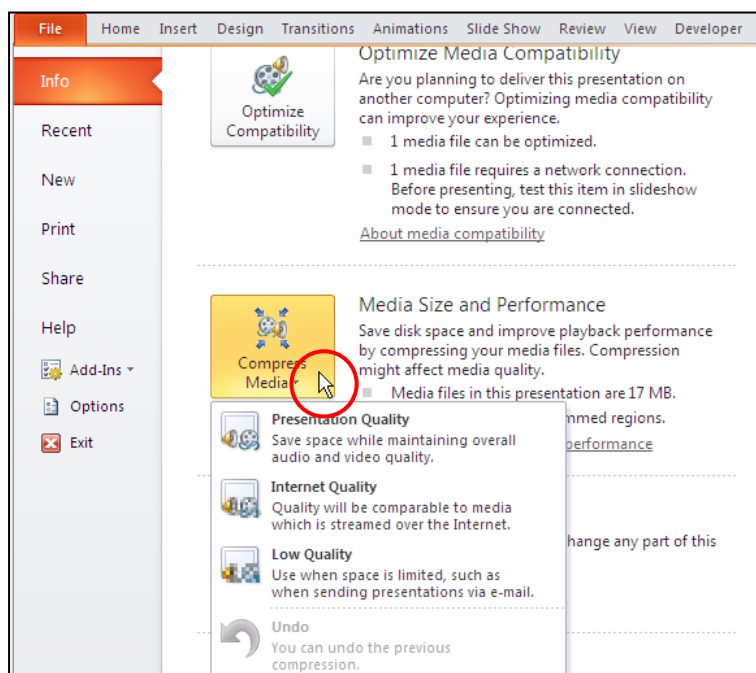 File Home Insert Design Transitions Animations Slide Show Review View Developer
Info
Recent
New
Print
Share
Help
Add-Ins
Options
Exit
Optimize
Compatibility
Optimize Media Compatibility
Are you planning to deliver this presentation on
another computer? Optimizing media compatibility
can improve your experience.
1 media file can be optimized.
1 media file requires a network connection.
Before presenting, test this item in slideshow
mode to ensure you are connected.
About media compatibility
Compress
Media
Media Size and Performance
Save disk space and improve playback performance
by compressing your media files. Compression
might affect media quality.
Media files in this presentation are 17 MB.
regions.
Presentation Quality
Save space while maintaining overall
audio and video quality.
Internet Quality
Quality will be comparable to media
which is streamed over the Internet.
Low Quality
Use when space is limited, such as
when sending presentations via e-mail.
Undo
You can undo the previous
compression.
performance
hange any part of this